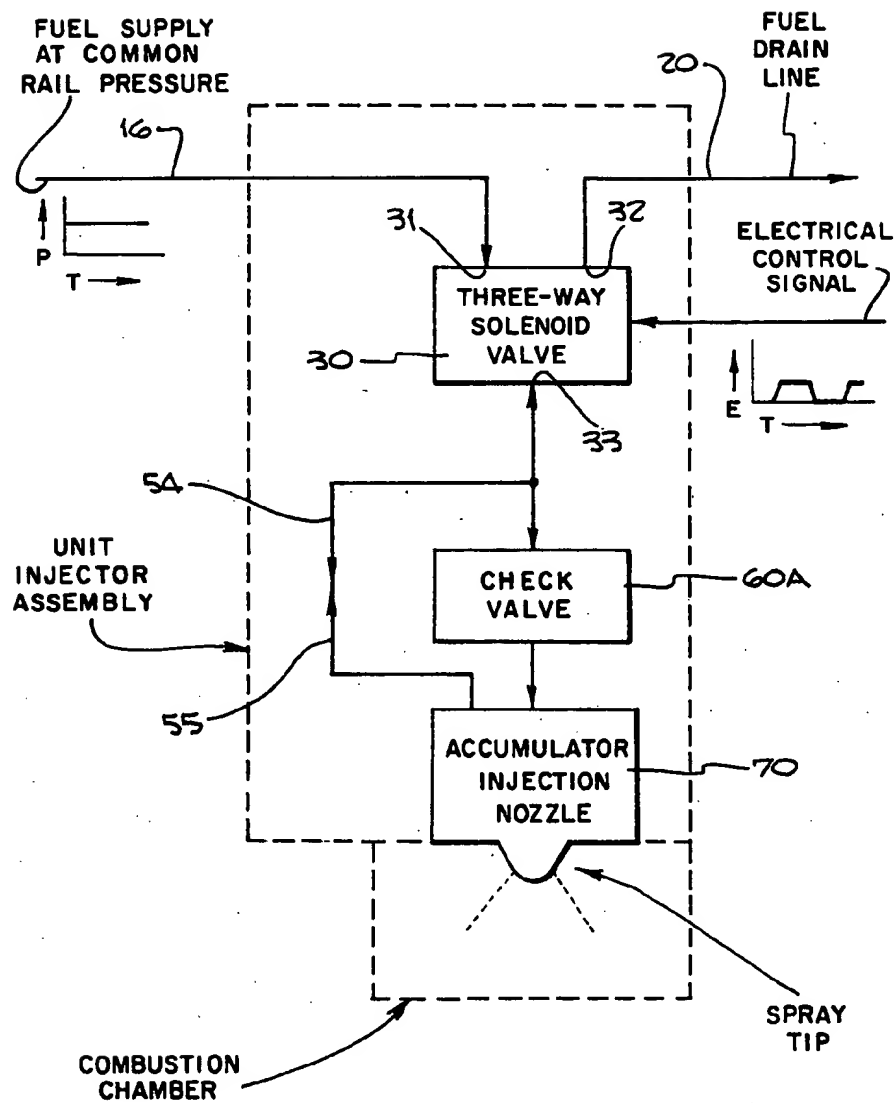 FUEL SUPPLY
AT COMMON
RAIL PRESSURE
FUEL
DRAIN
LINE
16
20
P
T
31
32
ELECTRICAL
CONTROL
SIGNAL
THREE-WAY
SOLENOID
VALVE
30
E
T
33
54
UNIT
INJECTOR
ASSEMBLY
CHECK
VALVE
60A
55
ACCUMULATOR
INJECTION
NOZZLE
70
SPRAY
TIP
COMBUSTION
CHAMBER